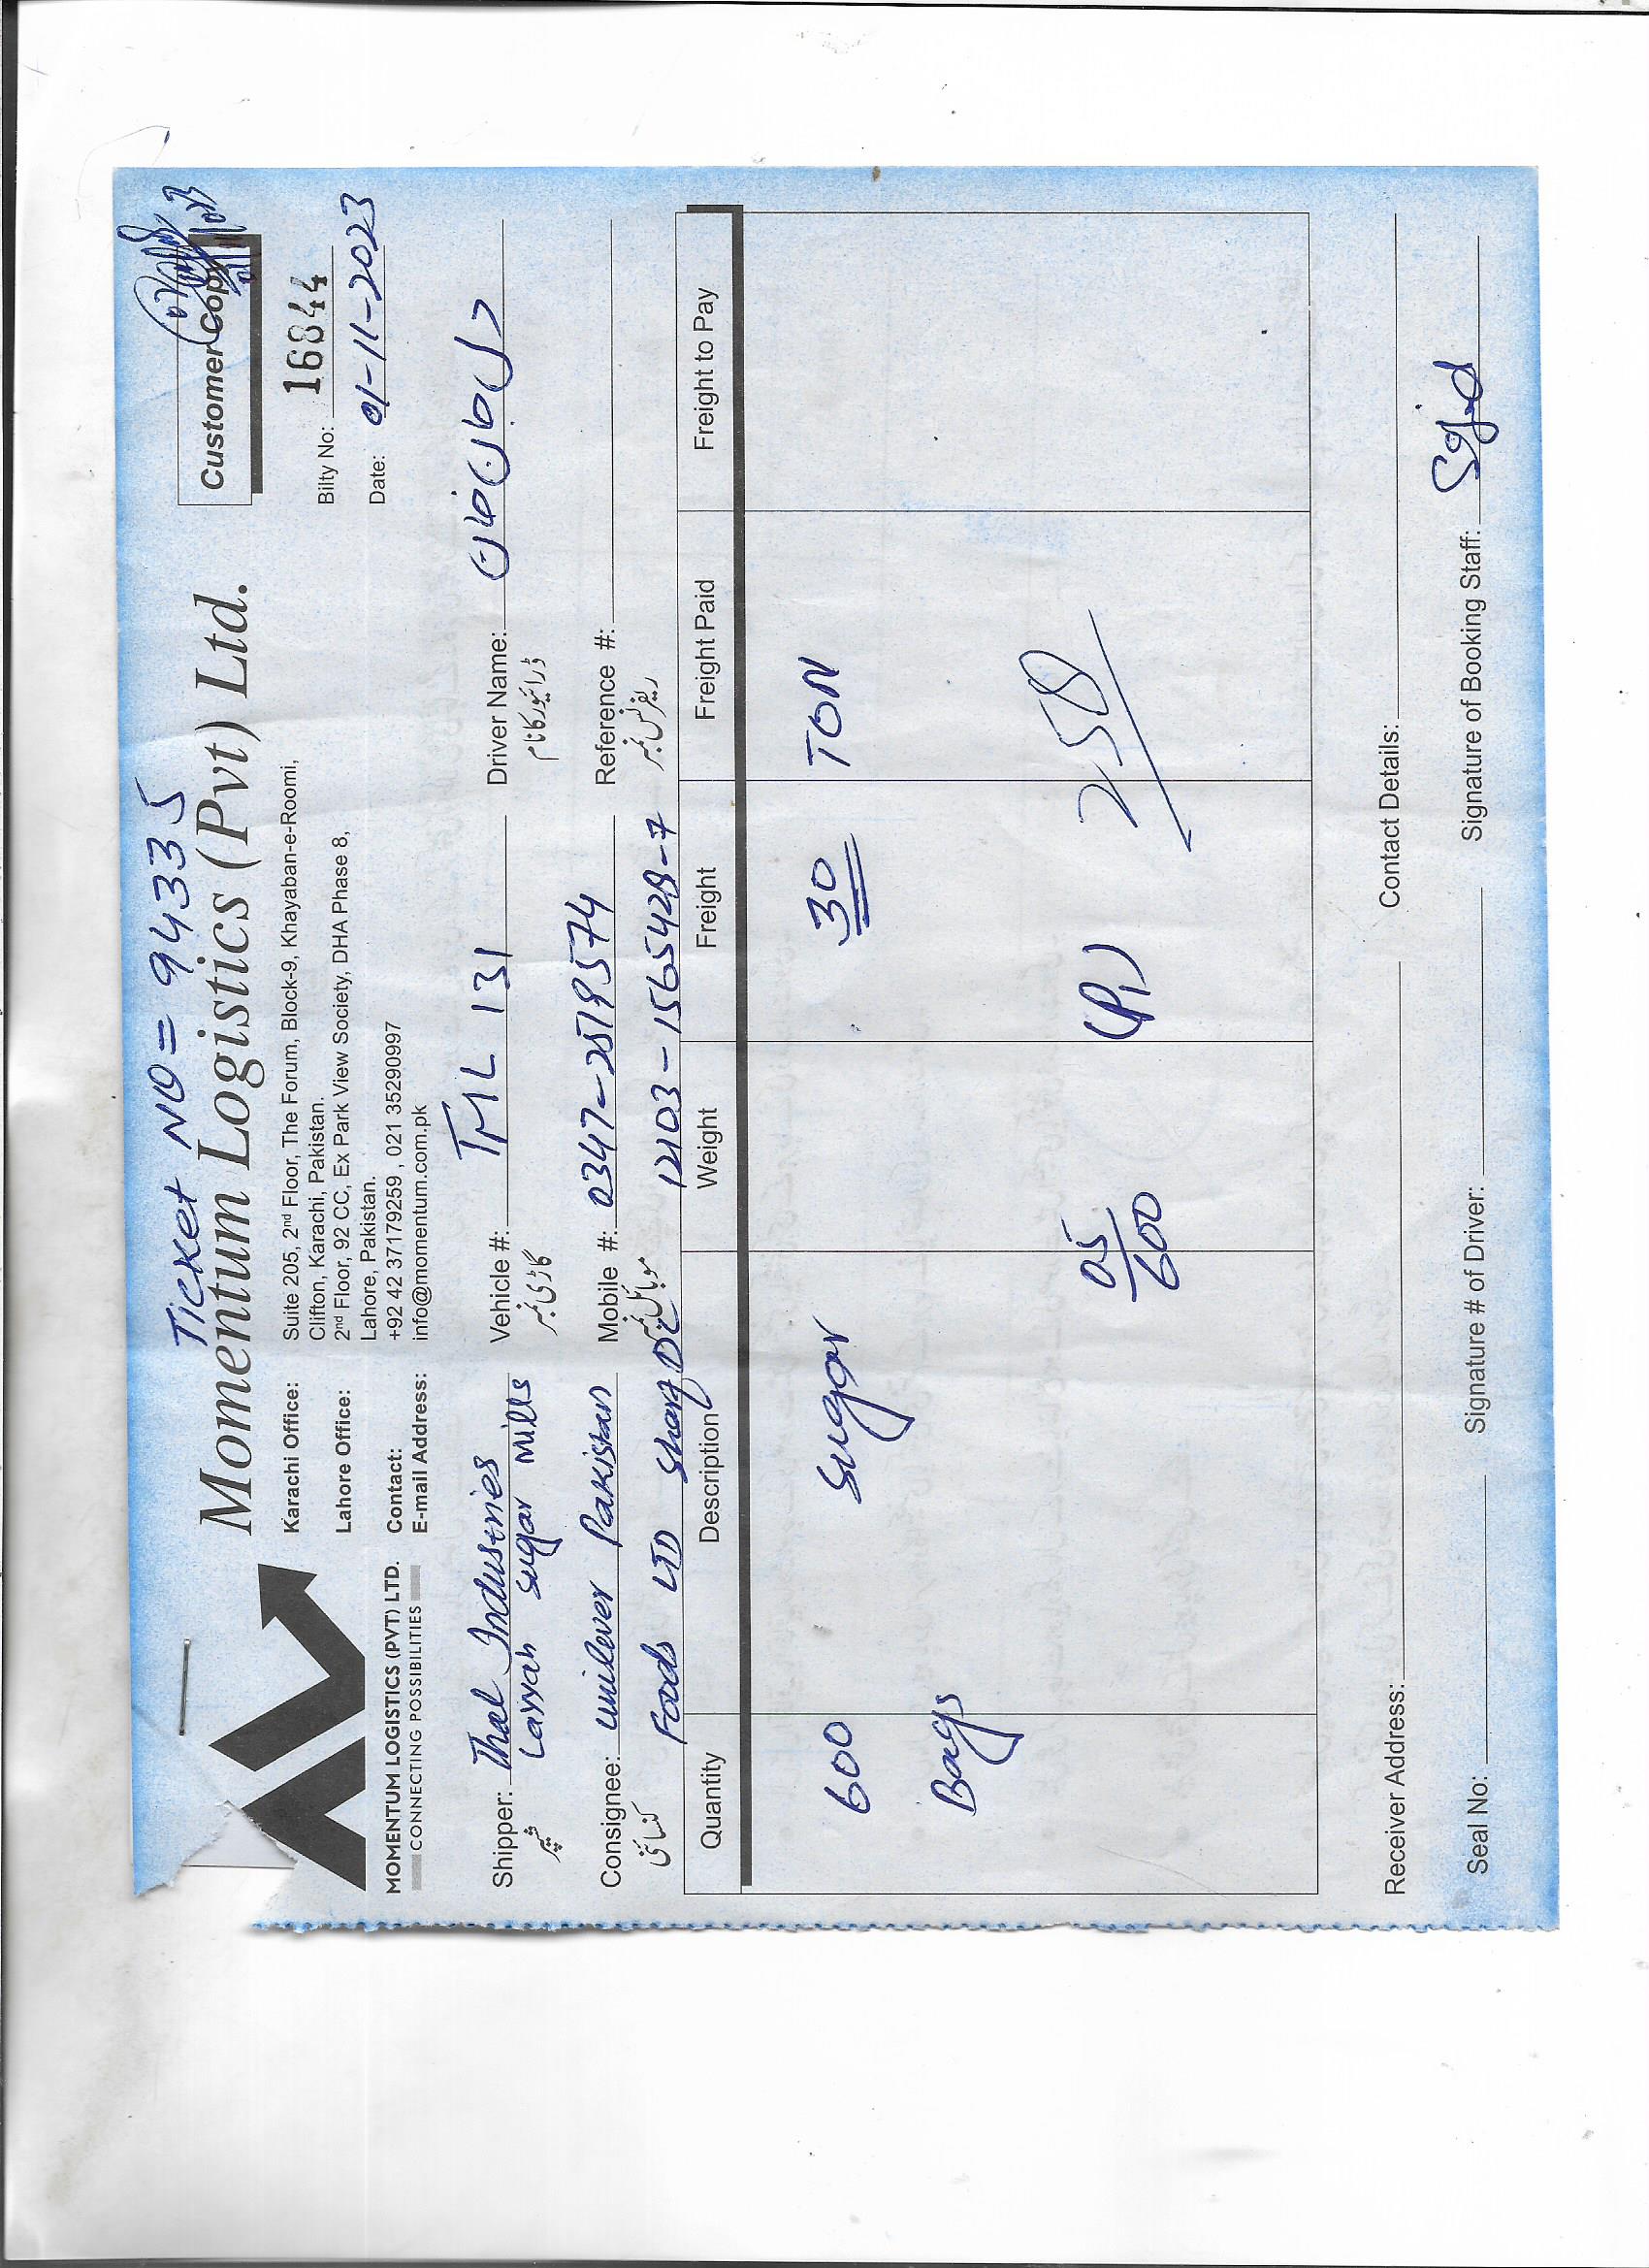 Ticket NO = 94335
Customer Copy
Momentum Logistics (Pvt) Ltd.
MOMENTUM LOGISTICS (PVT) LTD.
CONNECTING POSSIBILITIES
Karachi Office: Suite 205, 2nd Floor, The Forum, Block-9, Khayaban-e-Roomi,
Clifton, Karachi, Pakistan.
Lahore Office: 2nd Floor, 92 CC, Ex Park View Society, DHA Phase 8,
Lahore, Pakistan.
Contact: +92 42 37179259 , 021 35290997
E-mail Address: info@momentum.com.pk
Bilty No: 16844
Date: 01-11-2023
Shipper: Thal Industries Vehicle #: TML 131 Driver Name:
شپر Layyah Sugar Mills گاڑی نمبر ڈرائیور کا نام
Consignee: unilever Pakistan Mobile #: 0347-2519574 Reference #:
کنسائنی Foods LTD موبائل نمبر 12103-1565428-7 ریفرنس نمبر
Quantity Description Weight Freight Freight Paid Freight to Pay
600 Sugar 30 TON
Bags
05/600 (P1)
Receiver Address: Contact Details:
Seal No: Signature # of Driver: Signature of Booking Staff: Sajid